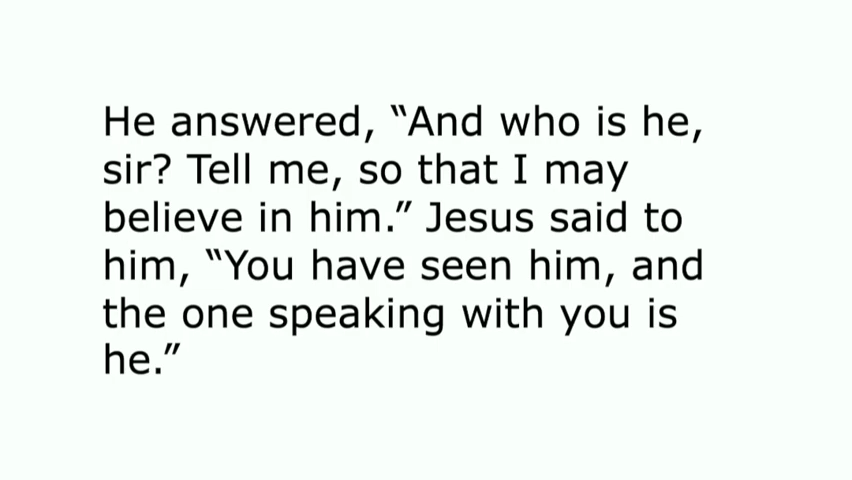 He answered, “And who is he,
sir? Tell me, so that I may
believe in him.” Jesus said to
him, “You have seen him, and
the one speaking with you is
he.”